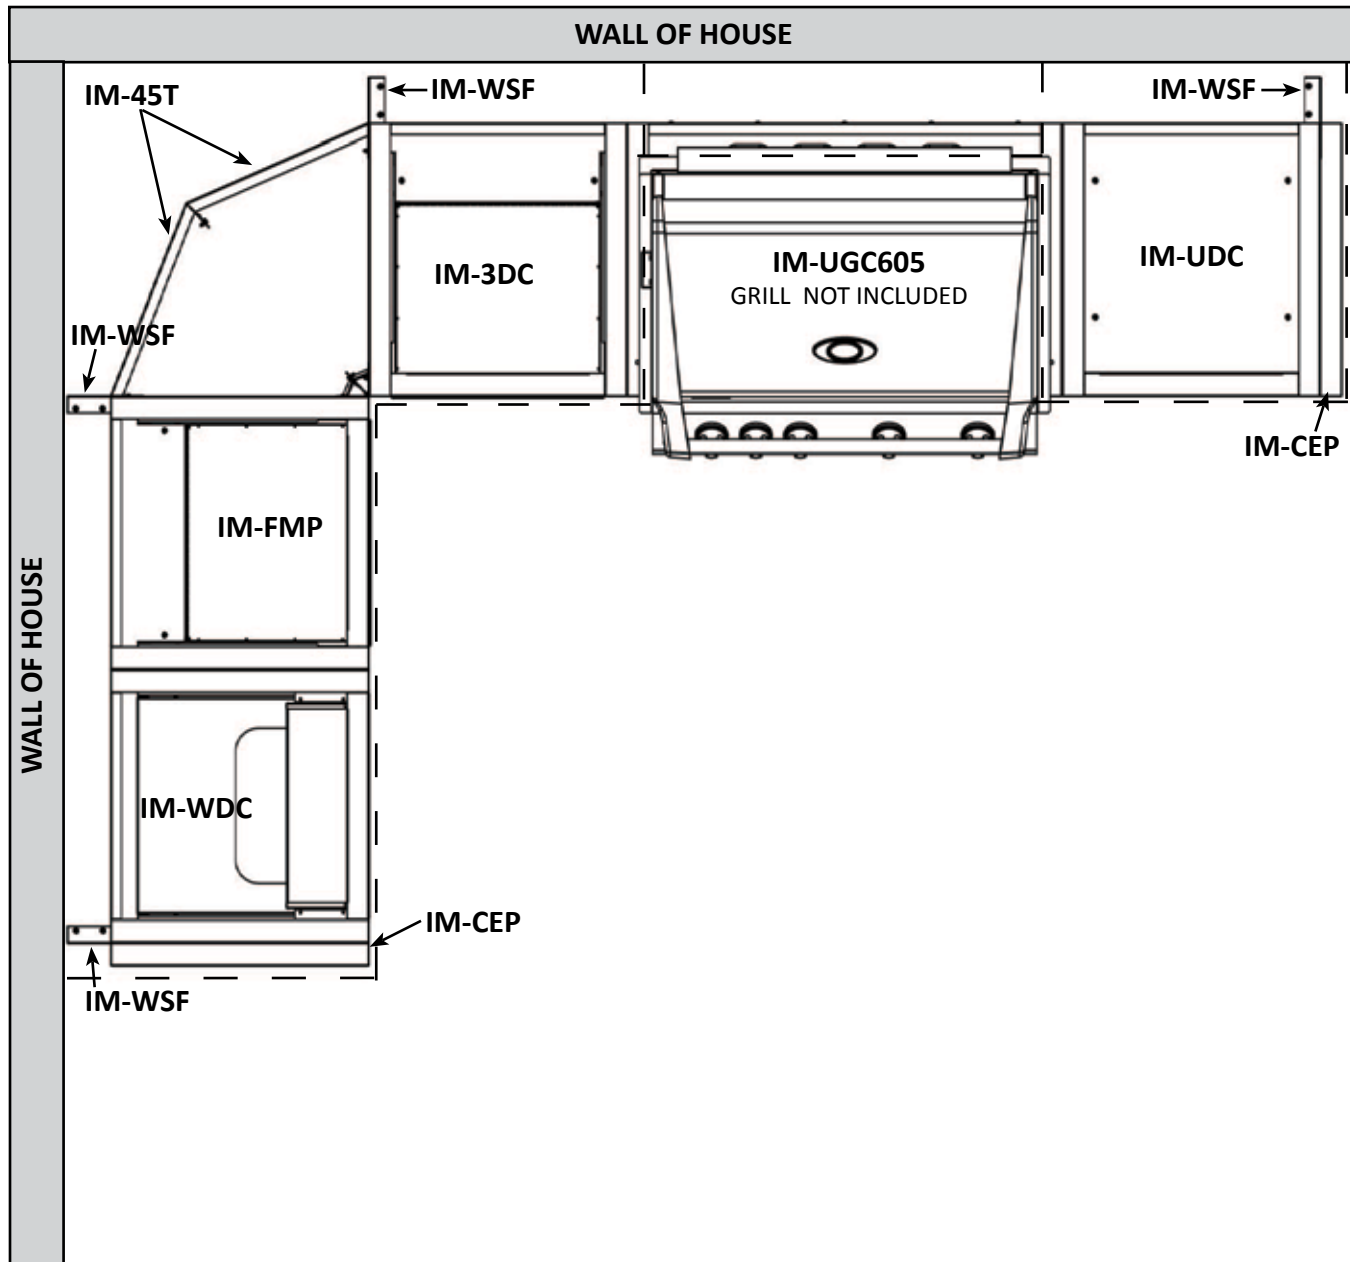 WALL OF HOUSE
IM-45T
IM-WSF
IM-WSF
IM-3DC
IM-UGC605
GRILL NOT INCLUDED
IM-UDC
IM-WSF
IM-CEP
IM-FMP
WALL OF HOUSE
IM-WDC
IM-CEP
IM-WSF